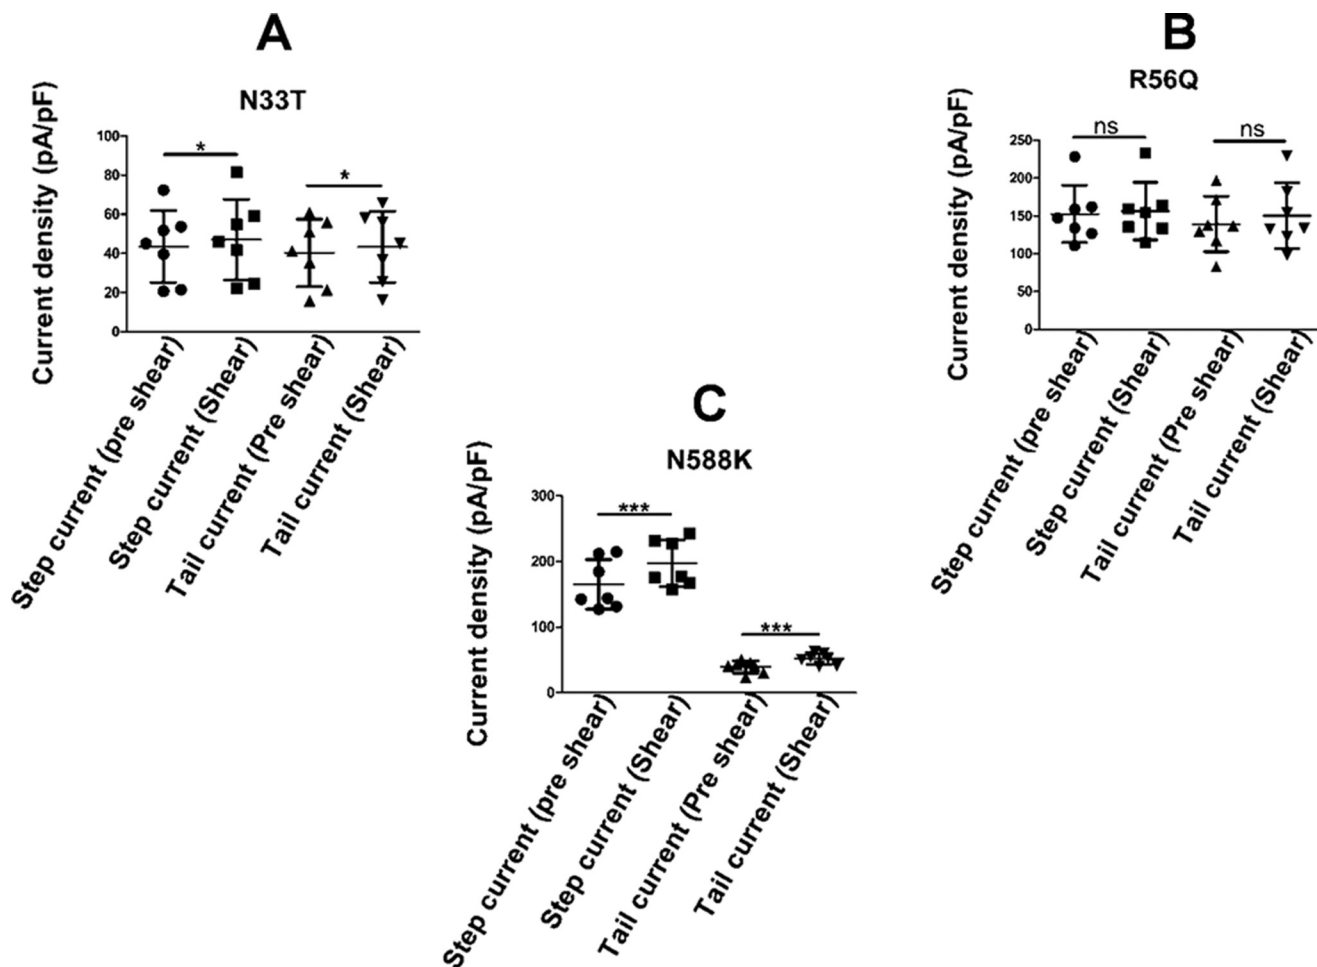 A
N33T
Current density (pA/pF)
100
80
60
40
20
0
*
*
Step current (pre shear)
Step current (Shear)
Tail current (Pre shear)
Tail current (Shear)
B
R56Q
Current density (pA/pF)
250
200
150
100
50
0
ns
ns
Step current (pre shear)
Step current (Shear)
Tail current (Pre shear)
Tail current (Shear)
C
N588K
Current density (pA/pF)
300
200
100
0
***
***
Step current (pre shear)
Step current (Shear)
Tail current (Pre shear)
Tail current (Shear)